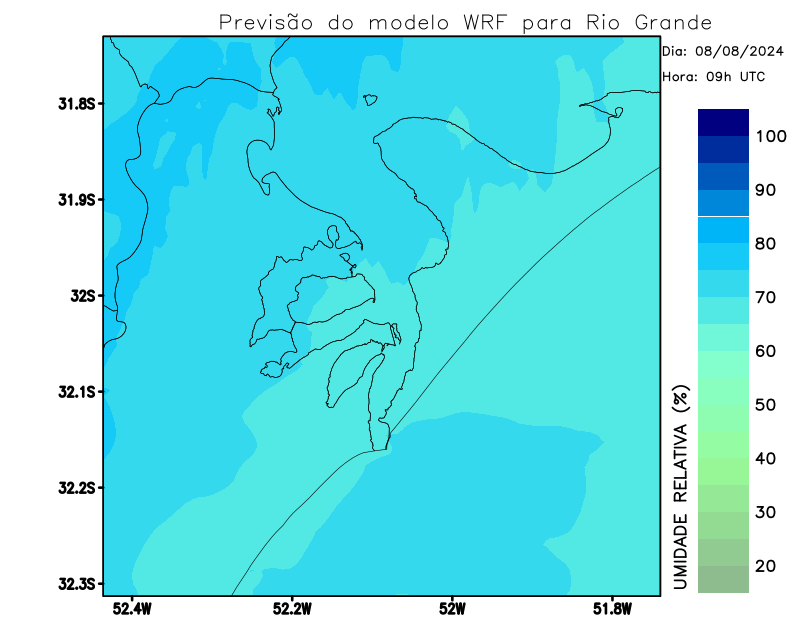 Previsão do modelo WRF para Rio Grande
Dia: 08/08/2024
Hora: 09h UTC
31.8S
31.9S
32S
32.1S
32.2S
32.3S
52.4W
52.2W
52W
51.8W
100
90
80
70
60
50
40
30
20
UMIDADE RELATIVA (%)